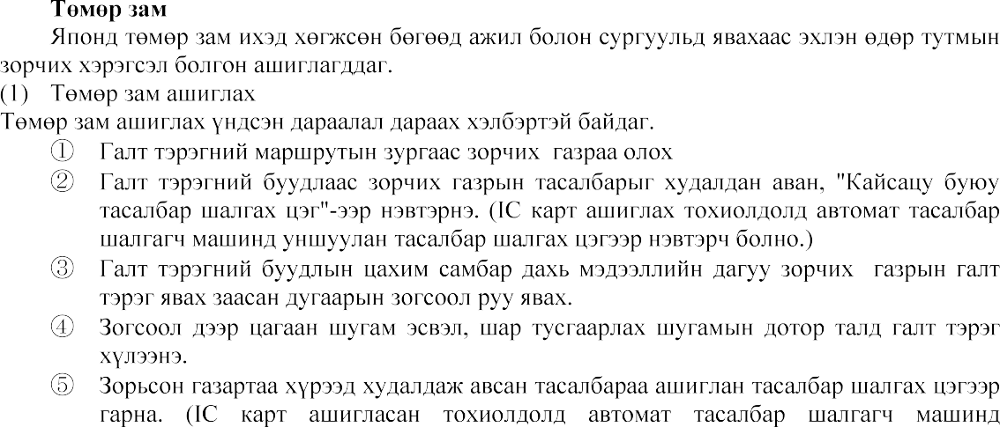 Төмөр зам
Японд төмөр зам ихэд хөгжсөн бөгөөд ажил болон сургуульд явахаас эхлэн өдөр тутмын
зорчих хэрэгсэл болгон ашиглагддаг.
(1) Төмөр зам ашиглах
Төмөр зам ашиглах үндсэн дараалал дараах хэлбэртэй байдаг.
① Галт тэрэгний маршрутын зургаас зорчих газраа олох
② Галт тэрэгний буудлаас зорчих газрын тасалбарыг худалдан аван, "Кайсацу буюу
тасалбар шалгах цэг"-ээр нэвтэрнэ. (IC карт ашиглах тохиолдолд автомат тасалбар
шалгагч машинд уншуулан тасалбар шалгах цэгээр нэвтэрч болно.)
③ Галт тэрэгний буудлын цахим самбар дахь мэдээллийн дагуу зорчих газрын галт
тэрэг явах заасан дугаарын зогсоол руу явах.
④ Зогсоол дээр цагаан шугам эсвэл, шар тусгаарлах шугамын дотор талд галт тэрэг
хүлээнэ.
⑤ Зорьсон газартаа хүрээд худалдаж авсан тасалбараа ашиглан тасалбар шалгах цэгээр
гарна. (IC карт ашигласан тохиолдолд автомат тасалбар шалгагч машинд